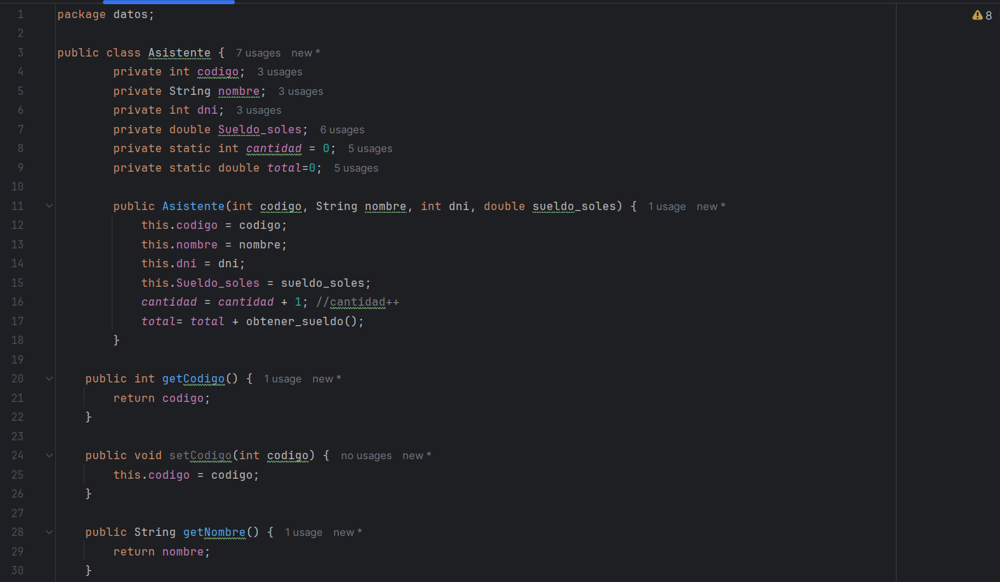 1 package datos; 8
2
3 public class Asistente { 7 usages new *
4 private int codigo; 3 usages
5 private String nombre; 3 usages
6 private int dni; 3 usages
7 private double Sueldo_soles; 6 usages
8 private static int cantidad = 0; 5 usages
9 private static double total=0; 5 usages
10
11 public Asistente(int codigo, String nombre, int dni, double sueldo_soles) { 1 usage new *
12 this.codigo = codigo;
13 this.nombre = nombre;
14 this.dni = dni;
15 this.Sueldo_soles = sueldo_soles;
16 cantidad = cantidad + 1; //cantidad++
17 total= total + obtener_sueldo();
18 }
19
20 public int getCodigo() { 1 usage new *
21 return codigo;
22 }
23
24 public void setCodigo(int codigo) { no usages new *
25 this.codigo = codigo;
26 }
27
28 public String getNombre() { 1 usage new *
29 return nombre;
30 }